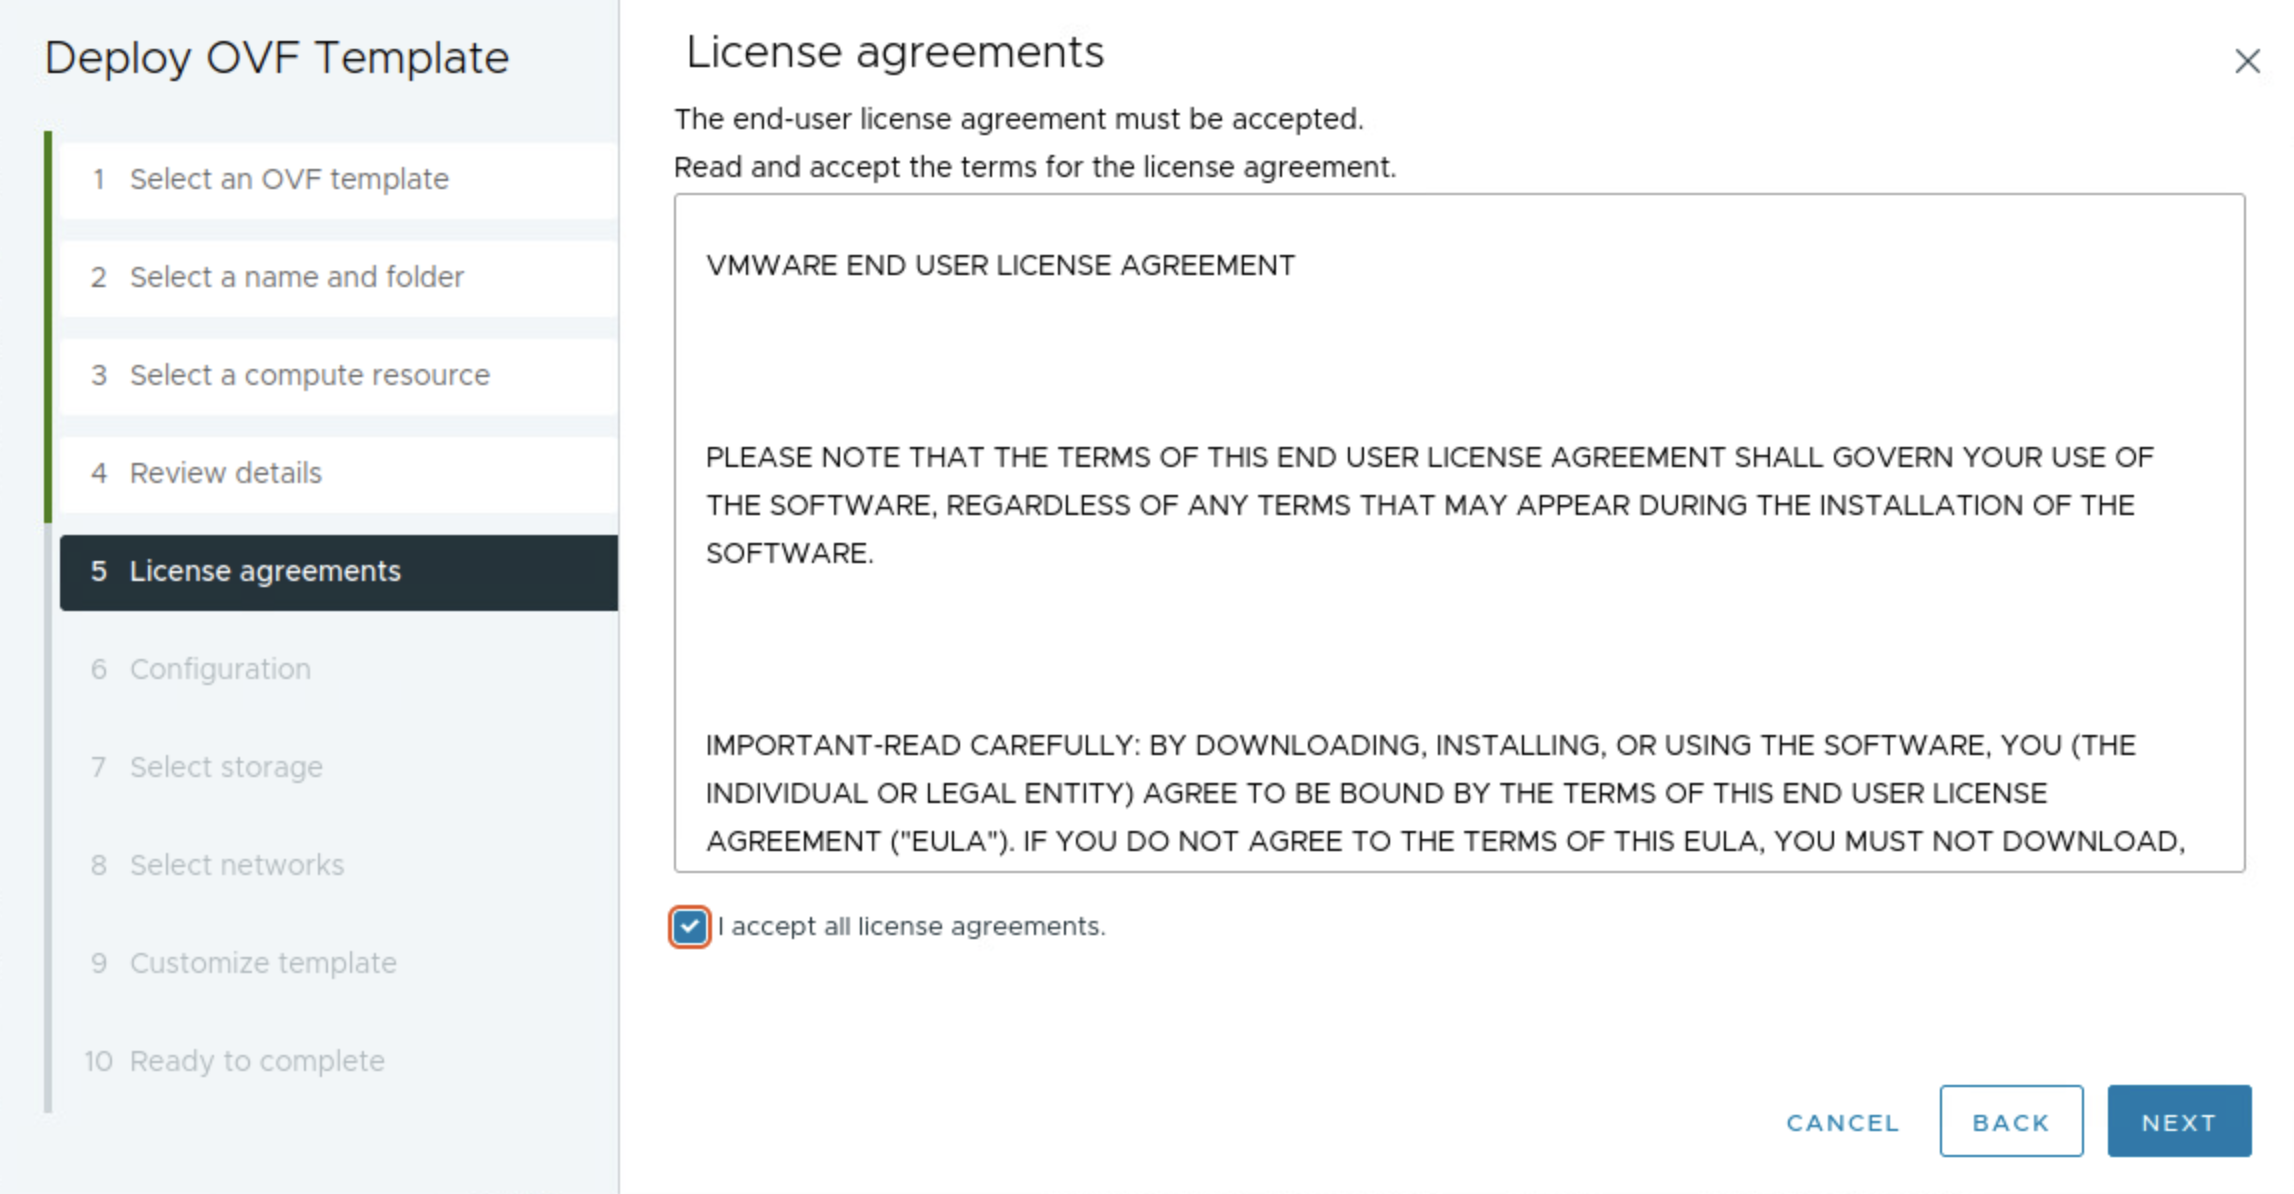 Deploy OVF Template
1 Select an OVF template
2 Select a name and folder
3 Select a compute resource
4 Review details
5 License agreements
6 Configuration
7 Select storage
8 Select networks
9 Customize template
10 Ready to complete
License agreements
The end-user license agreement must be accepted.
Read and accept the terms for the license agreement.
VMWARE END USER LICENSE AGREEMENT
PLEASE NOTE THAT THE TERMS OF THIS END USER LICENSE AGREEMENT SHALL GOVERN YOUR USE OF
THE SOFTWARE, REGARDLESS OF ANY TERMS THAT MAY APPEAR DURING THE INSTALLATION OF THE
SOFTWARE.
IMPORTANT-READ CAREFULLY: BY DOWNLOADING, INSTALLING, OR USING THE SOFTWARE, YOU (THE
INDIVIDUAL OR LEGAL ENTITY) AGREE TO BE BOUND BY THE TERMS OF THIS END USER LICENSE
AGREEMENT ("EULA"). IF YOU DO NOT AGREE TO THE TERMS OF THIS EULA, YOU MUST NOT DOWNLOAD,
I accept all license agreements.
CANCEL BACK NEXT